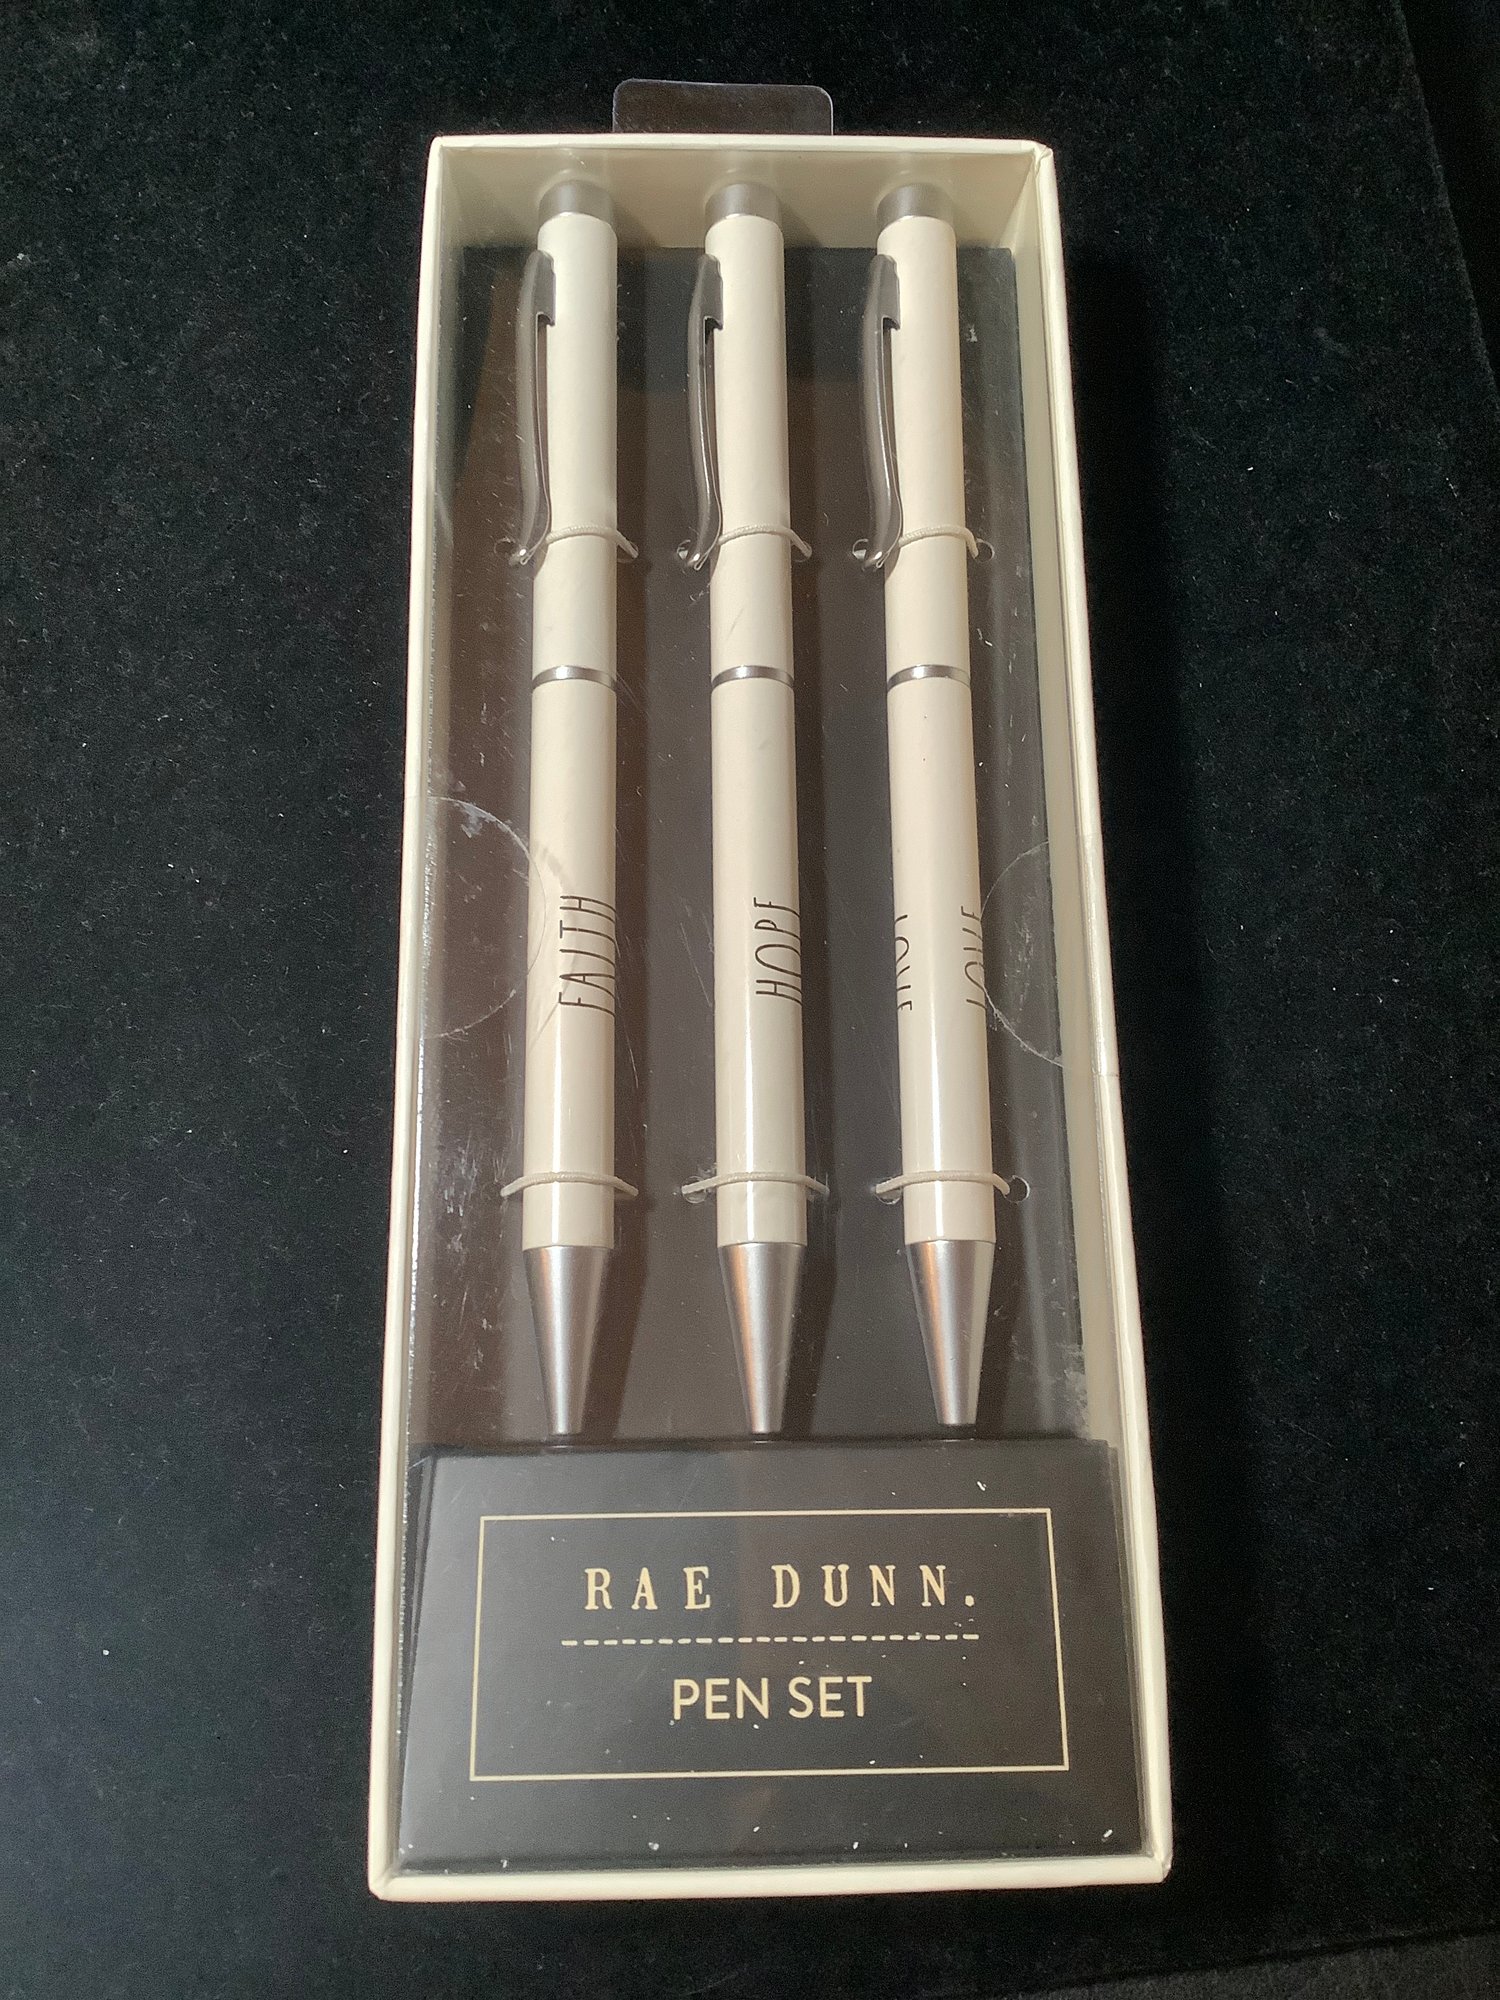 FAITH
HOPE
LOVE
RAE DUNN.
PEN SET